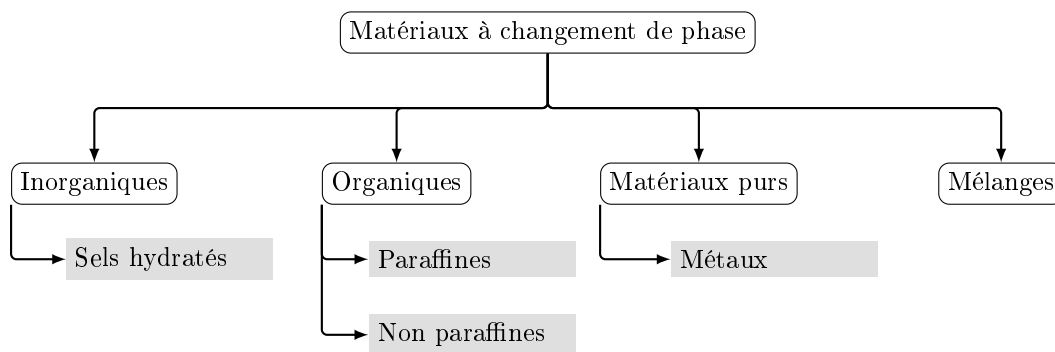 Matériaux à changement de phase
Inorganiques
Organiques
Matériaux purs
Mélanges
Sels hydratés
Paraffines
Métaux
Non paraffines